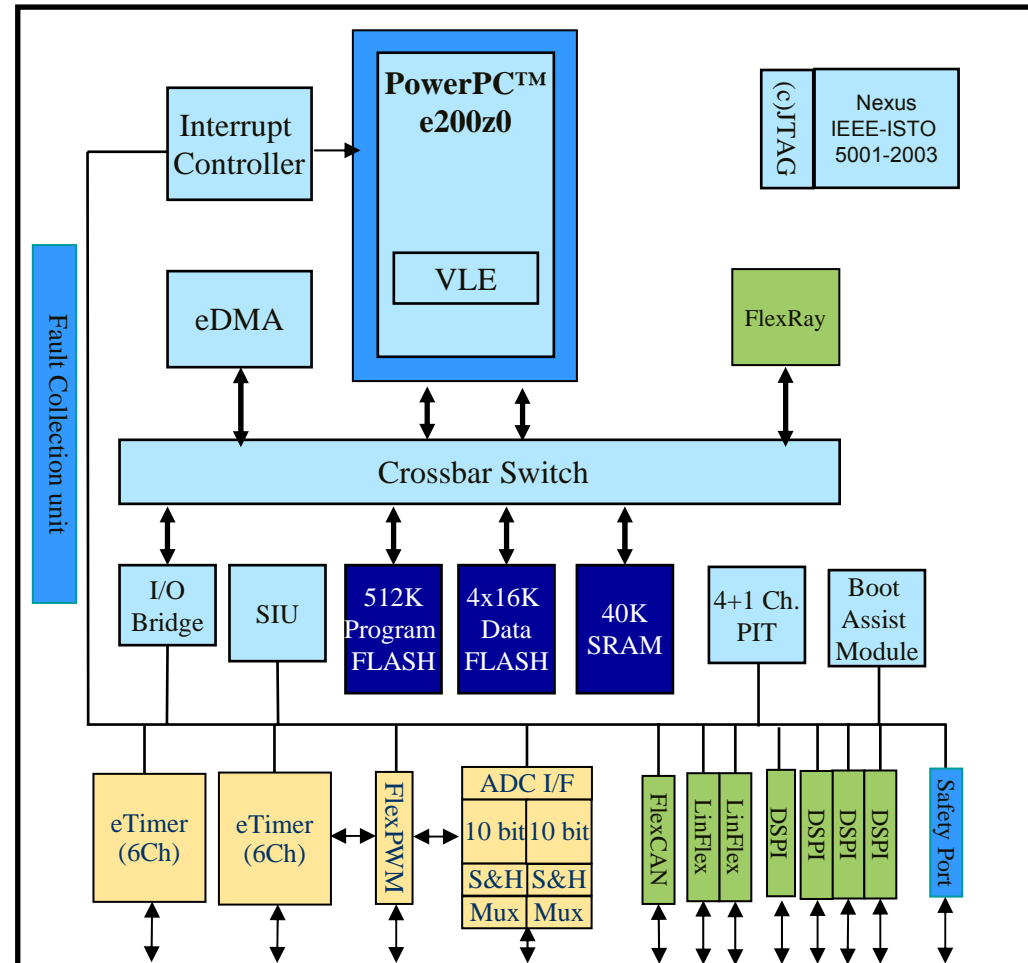 PowerPC™
e200z0
VLE
Interrupt
Controller
(c)JTAG
Nexus
IEEE-ISTO
5001-2003
Fault Collection unit
eDMA
FlexRay
Crossbar Switch
I/O
Bridge
SIU
512K
Program
FLASH
4x16K
Data
FLASH
40K
SRAM
4+1 Ch.
PIT
Boot
Assist
Module
eTimer
(6Ch)
eTimer
(6Ch)
FlexPWM
ADC I/F
10 bit
10 bit
S&H
S&H
Mux
Mux
FlexCAN
LinFlex
LinFlex
DSPI
DSPI
DSPI
DSPI
Safety Port